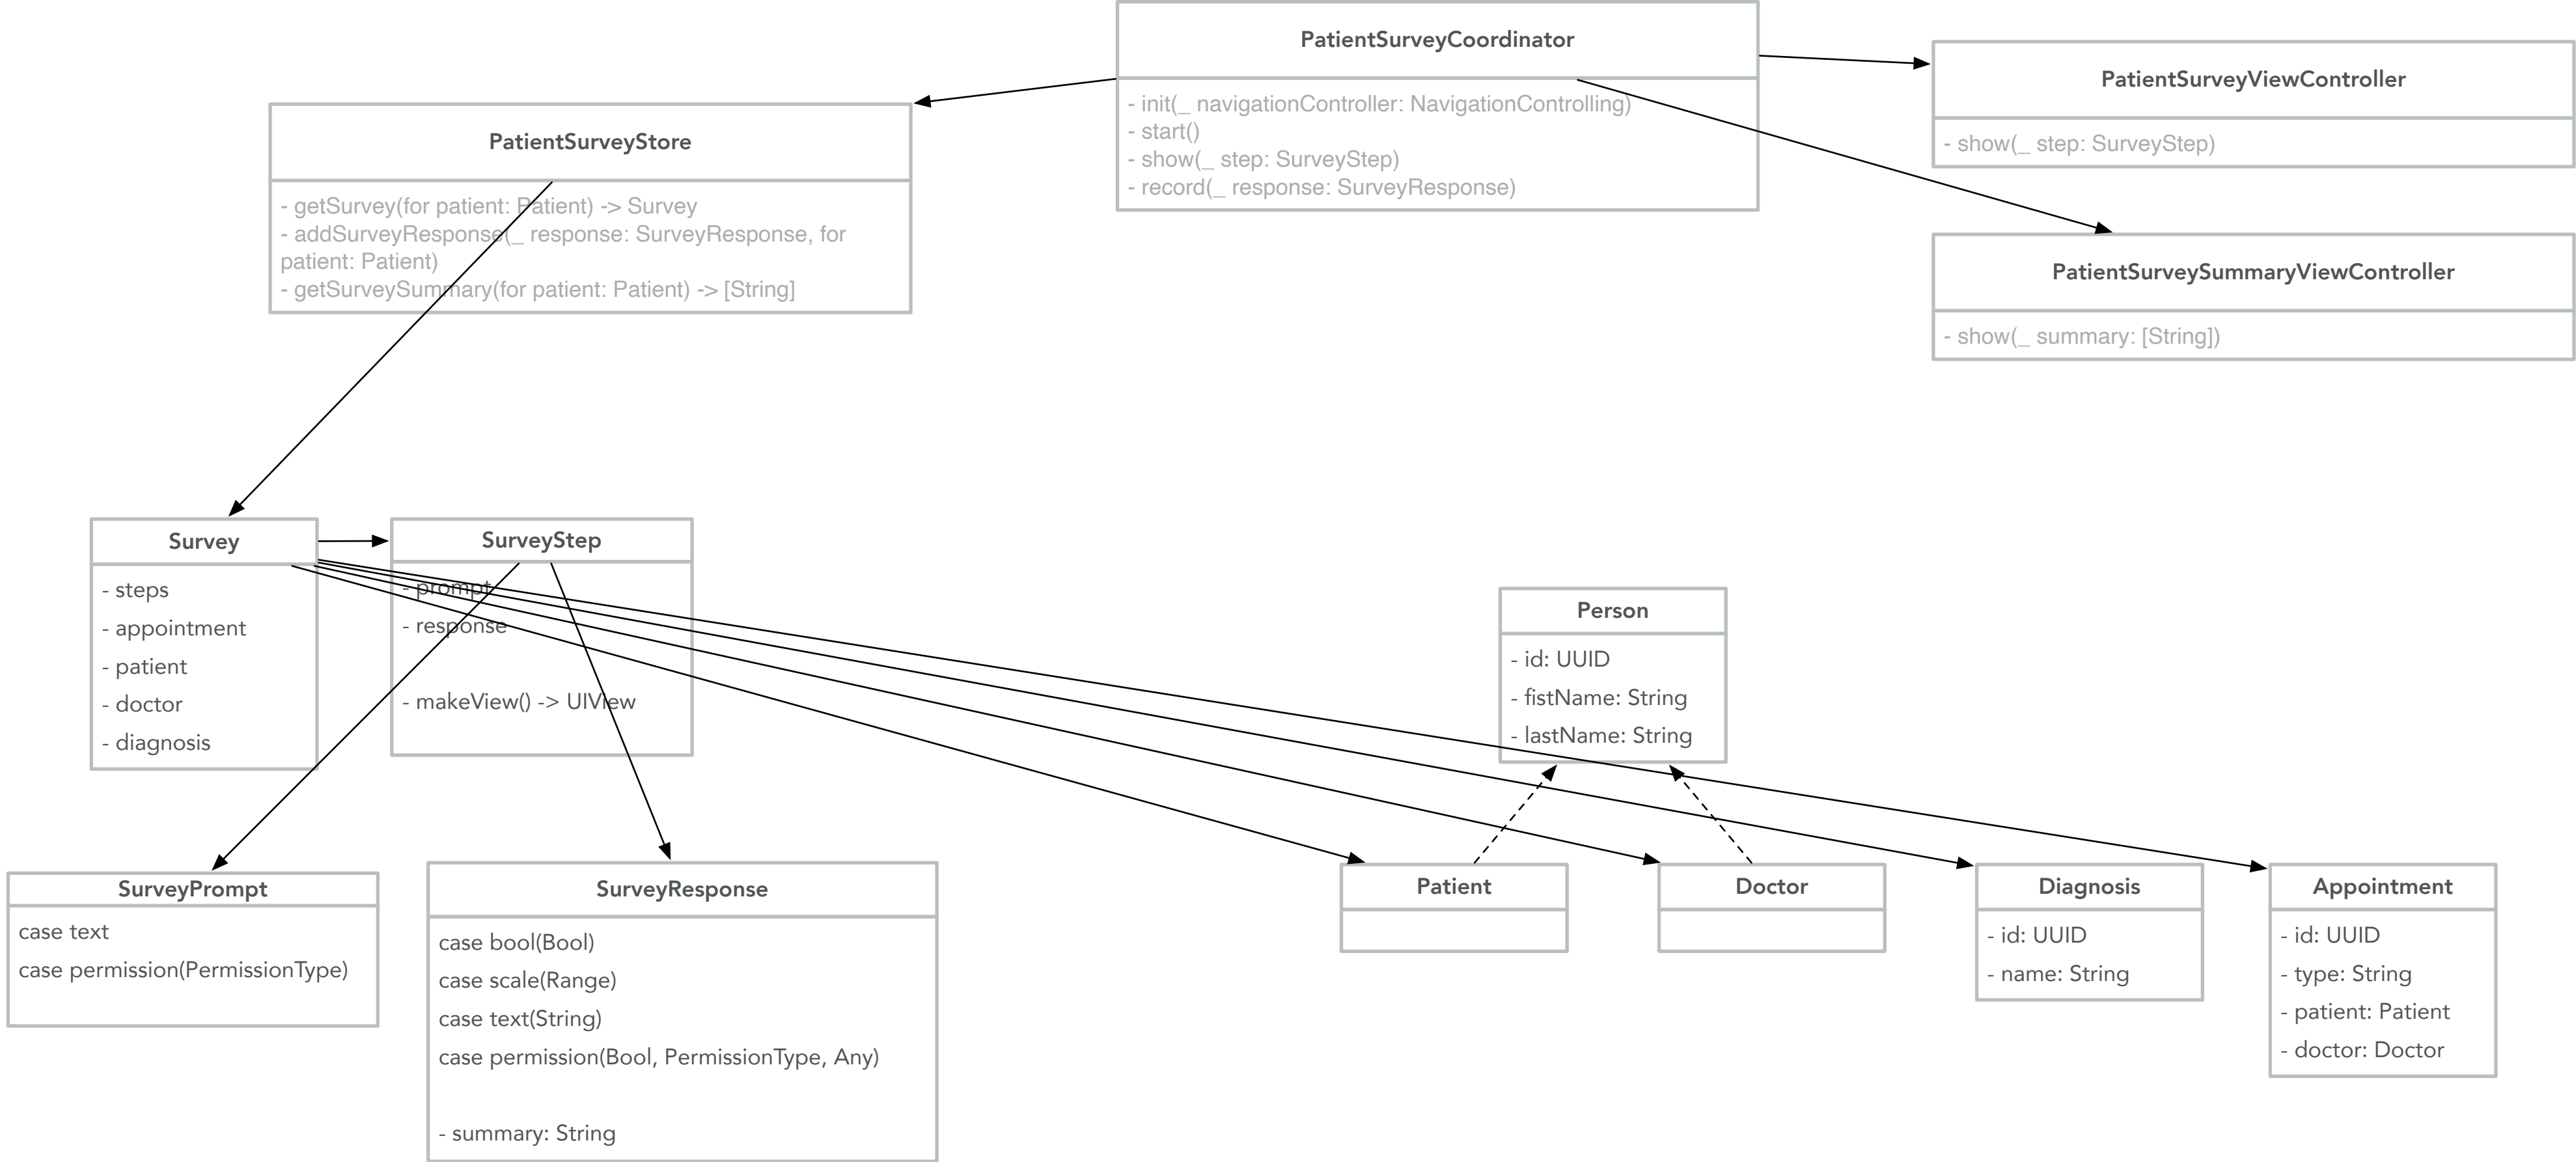 PatientSurveyCoordinator
- init(_ navigationController: NavigationControlling)
- start()
- show(_ step: SurveyStep)
- record(_ response: SurveyResponse)
PatientSurveyViewController
- show(_ step: SurveyStep)
PatientSurveyStore
- getSurvey(for patient: Patient) -> Survey
- addSurveyResponse(_ response: SurveyResponse, for
patient: Patient)
- getSurveySummary(for patient: Patient) -> [String]
PatientSurveySummaryViewController
- show(_ summary: [String])
Survey
- steps
- appointment
- patient
- doctor
- diagnosis
SurveyStep
- prompt
- response
- makeView() -> UIView
Person
- id: UUID
- fistName: String
- lastName: String
SurveyPrompt
case text
case permission(PermissionType)
SurveyResponse
case bool(Bool)
case scale(Range)
case text(String)
case permission(Bool, PermissionType, Any)
- summary: String
Patient
Doctor
Diagnosis
- id: UUID
- name: String
Appointment
- id: UUID
- type: String
- patient: Patient
- doctor: Doctor